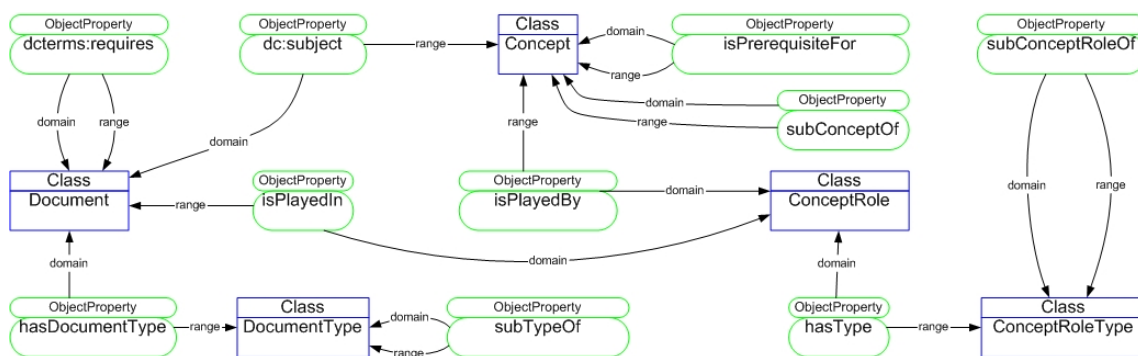 ObjectProperty
dcterms:requires
ObjectProperty
dc:subject
range
Class
Concept
domain
range
ObjectProperty
isPrerequisiteFor
ObjectProperty
subConceptRoleOf
domain
range
ObjectProperty
subConceptOf
domain
range
domain
range
Class
Document
range
ObjectProperty
isPlayedIn
ObjectProperty
isPlayedBy
domain
Class
ConceptRole
domain
range
domain
domain
domain
ObjectProperty
hasDocumentType
range
Class
DocumentType
domain
range
ObjectProperty
subTypeOf
ObjectProperty
hasType
range
Class
ConceptRoleType